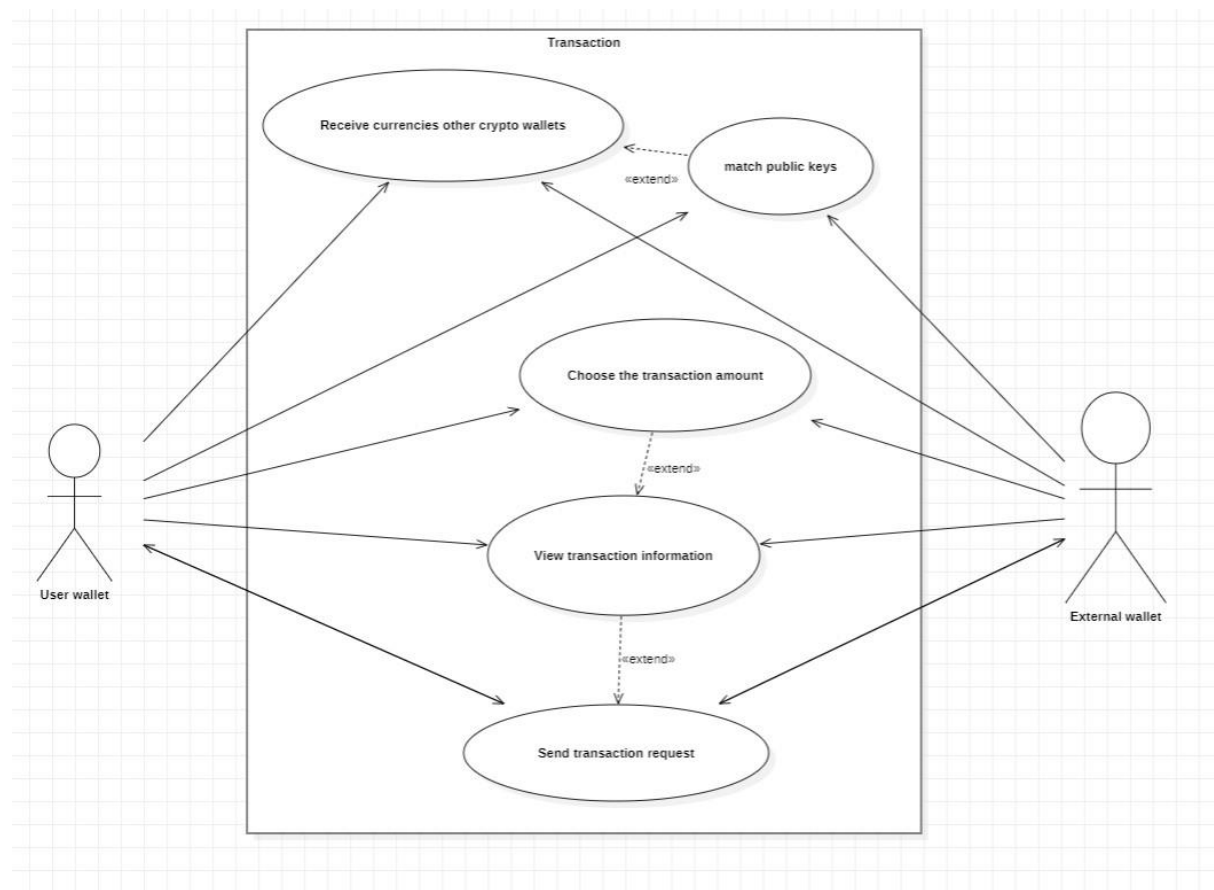 Transaction
Receive currencies other crypto wallets
match public keys
«extend»
Choose the transaction amount
«extend»
View transaction information
User wallet
External wallet
«extend»
Send transaction request